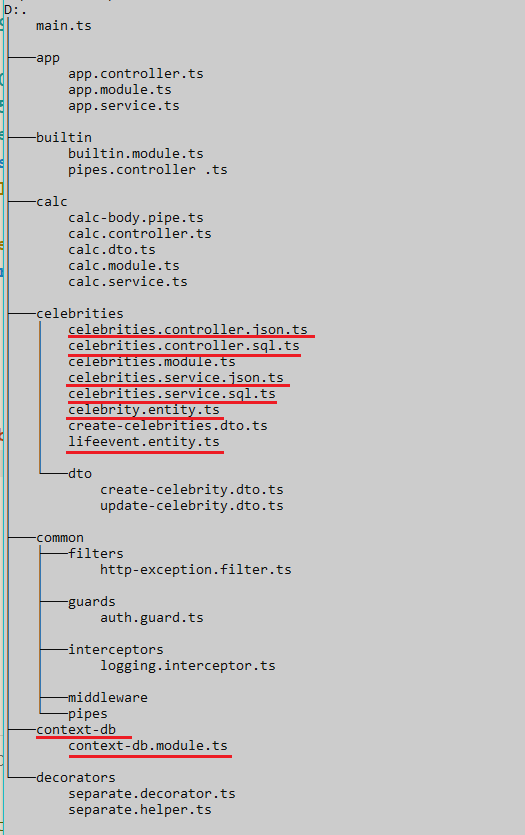 D:.
main.ts
app
app.controller.ts
app.module.ts
app.service.ts
builtin
builtin.module.ts
pipes.controller .ts
calc
calc-body.pipe.ts
calc.controller.ts
calc.dto.ts
calc.module.ts
calc.service.ts
celebrities
celebrities.controller.json.ts
celebrities.controller.sql.ts
celebrities.module.ts
celebrities.service.json.ts
celebrities.service.sql.ts
celebrity.entity.ts
create-celebrities.dto.ts
lifeevent.entity.ts
dto
create-celebrity.dto.ts
update-celebrity.dto.ts
common
filters
http-exception.filter.ts
guards
auth.guard.ts
interceptors
logging.interceptor.ts
middleware
pipes
context-db
context-db.module.ts
decorators
separate.decorator.ts
separate.helper.ts